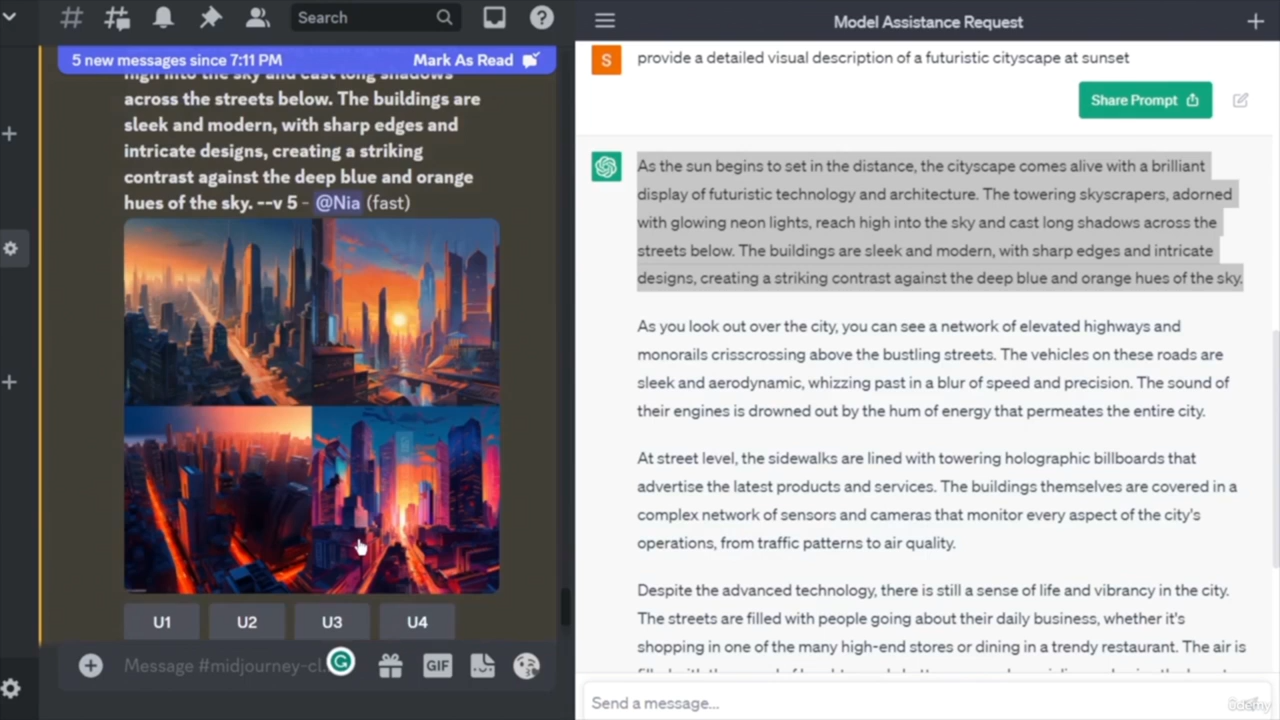 Search
5 new messages since 7:11 PM
Mark As Read
high into the sky and cast long shadows
across the streets below. The buildings are
sleek and modern, with sharp edges and
intricate designs, creating a striking
contrast against the deep blue and orange
hues of the sky. --v 5 - @Nia (fast)
U1
U2
U3
U4
Message #midjourney-cl...
GIF
Model Assistance Request
S
provide a detailed visual description of a futuristic cityscape at sunset
Share Prompt
As the sun begins to set in the distance, the cityscape comes alive with a brilliant
display of futuristic technology and architecture. The towering skyscrapers, adorned
with glowing neon lights, reach high into the sky and cast long shadows across the
streets below. The buildings are sleek and modern, with sharp edges and intricate
designs, creating a striking contrast against the deep blue and orange hues of the sky.
As you look out over the city, you can see a network of elevated highways and
monorails crisscrossing above the bustling streets. The vehicles on these roads are
sleek and aerodynamic, whizzing past in a blur of speed and precision. The sound of
their engines is drowned out by the hum of energy that permeates the entire city.
At street level, the sidewalks are lined with towering holographic billboards that
advertise the latest products and services. The buildings themselves are covered in a
complex network of sensors and cameras that monitor every aspect of the city's
operations, from traffic patterns to air quality.
Despite the advanced technology, there is still a sense of life and vibrancy in the city.
The streets are filled with people going about their daily business, whether it's
shopping in one of the many high-end stores or dining in a trendy restaurant. The air is
Send a message...
ûdemy